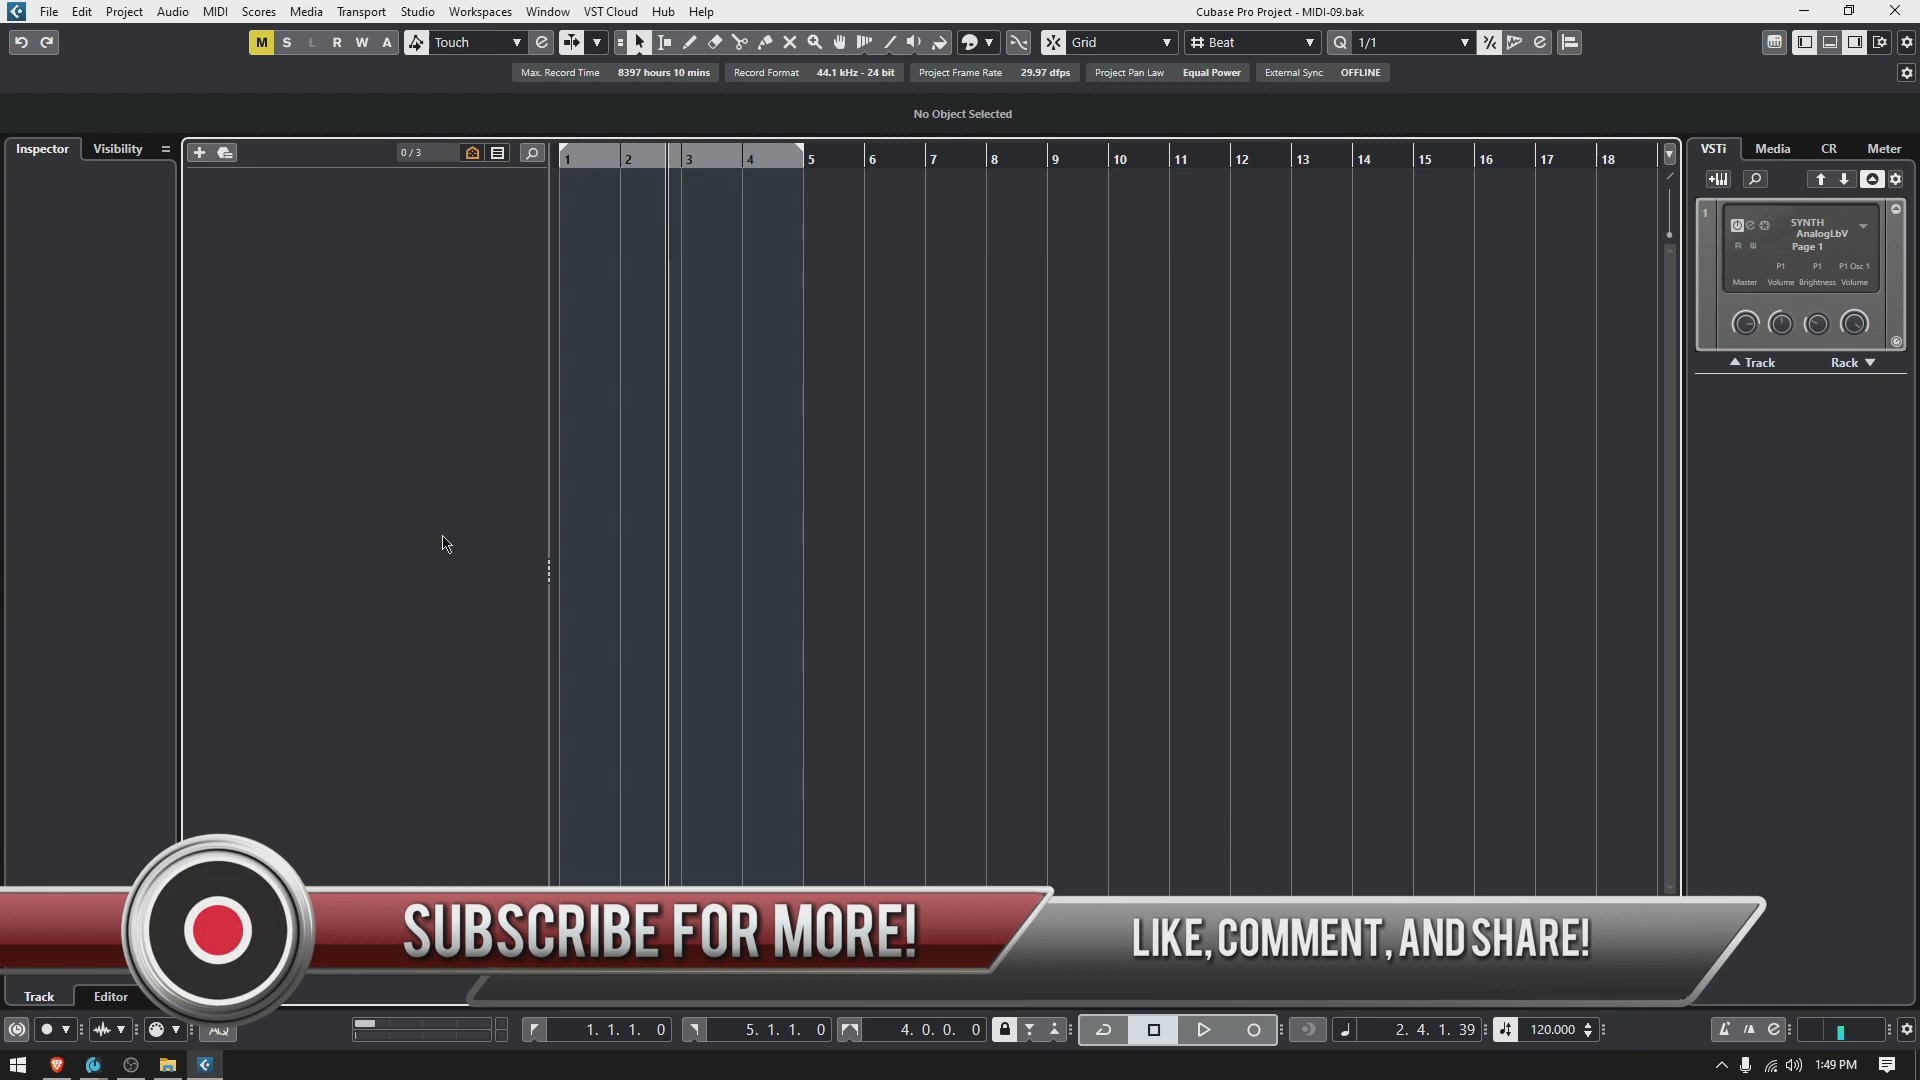 File Edit Project Audio MIDI Scores Media Transport Studio Workspaces Window VST Cloud Hub Help
Cubase Pro Project - MIDI-09.bak
M S L R W A Touch Grid Beat Q 1/1
Max. Record Time 8397 hours 10 mins Record Format 44.1 kHz - 24 bit Project Frame Rate 29.97 dfps Project Pan Law Equal Power External Sync OFFLINE
No Object Selected
Inspector Visibility
0 / 3
1 2 3 4 5 6 7 8 9 10 11 12 13 14 15 16 17 18
VSTi Media CR Meter
1
SYNTH
AnalogLbV
R W Page 1
P1 P1 P1 Osc 1
Master Volume Brightness Volume
Track Rack
SUBSCRIBE FOR MORE!
LIKE, COMMENT, AND SHARE!
Track Editor
AQ 1. 1. 1. 0 5. 1. 1. 0 4. 0. 0. 0 2. 4. 1. 39 120.000
1:49 PM